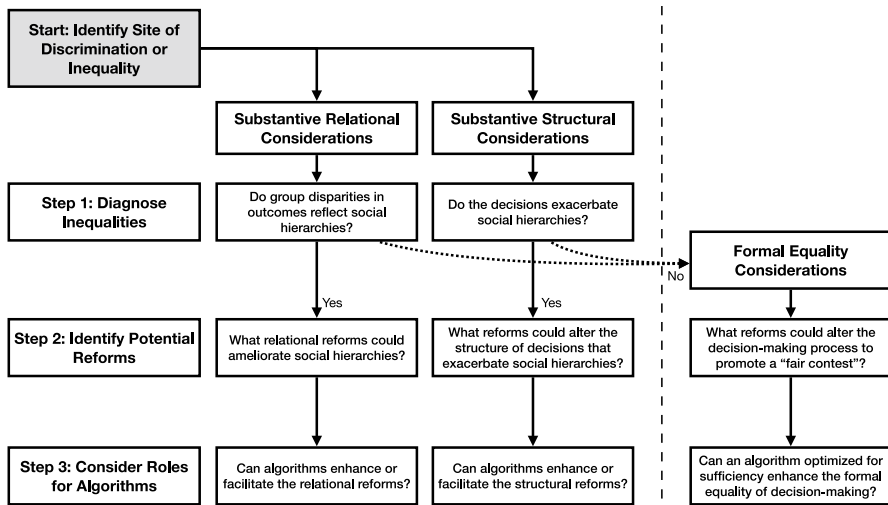 Start: Identify Site of
Discrimination or
Inequality
Substantive Relational
Considerations
Substantive Structural
Considerations
Step 1: Diagnose
Inequalities
Do group disparities in
outcomes reflect social
hierarchies?
Do the decisions exacerbate
social hierarchies?
No
Formal Equality
Considerations
Yes
Yes
Step 2: Identify Potential
Reforms
What relational reforms could
ameliorate social hierarchies?
What reforms could alter the
structure of decisions that
exacerbate social hierarchies?
What reforms could alter the
decision-making process to
promote a “fair contest”?
Step 3: Consider Roles
for Algorithms
Can algorithms enhance or
facilitate the relational reforms?
Can algorithms enhance or
facilitate the structural reforms?
Can an algorithm optimized for
sufficiency enhance the formal
equality of decision-making?